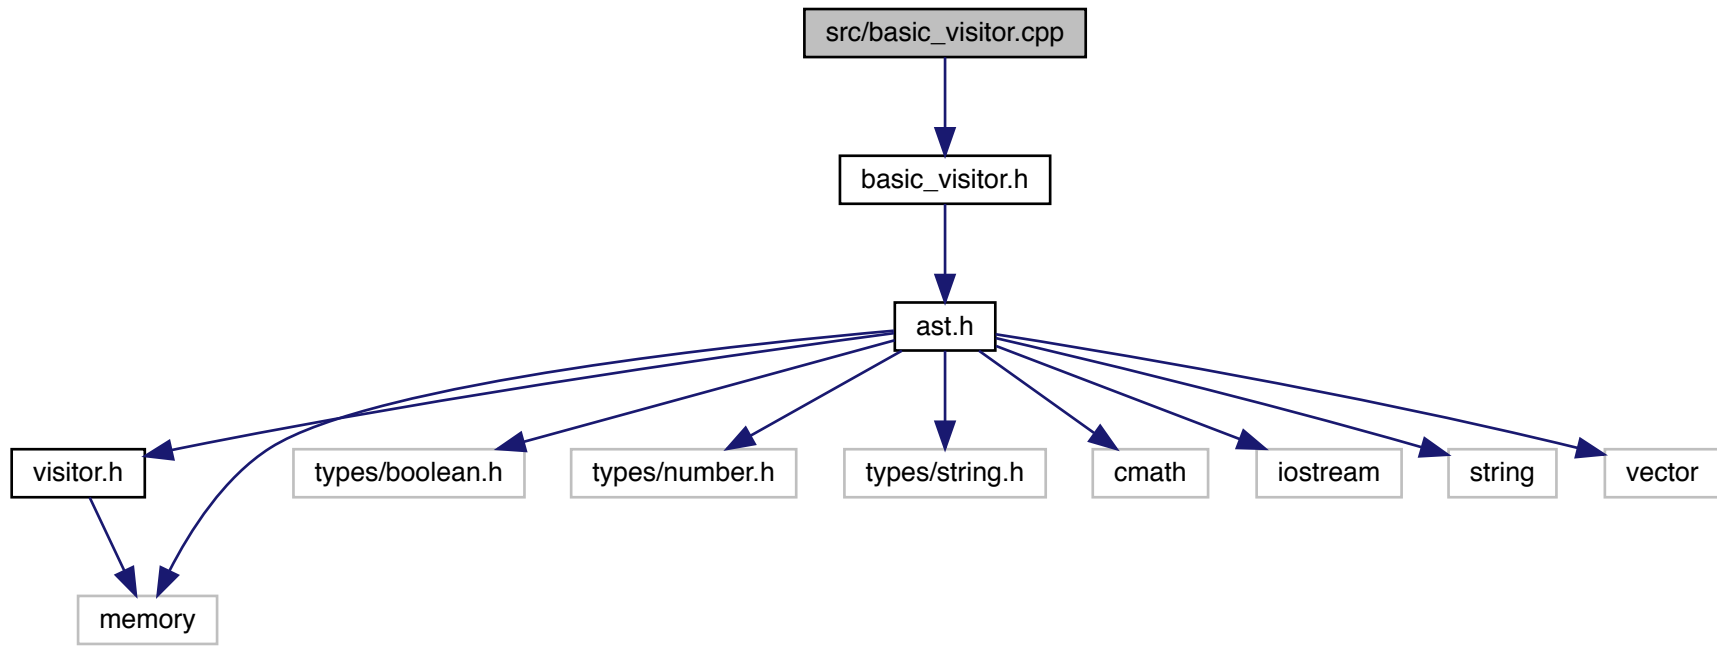 src/basic_visitor.cpp
basic_visitor.h
ast.h
visitor.h
types/boolean.h
types/number.h
types/string.h
cmath
iostream
string
vector
memory